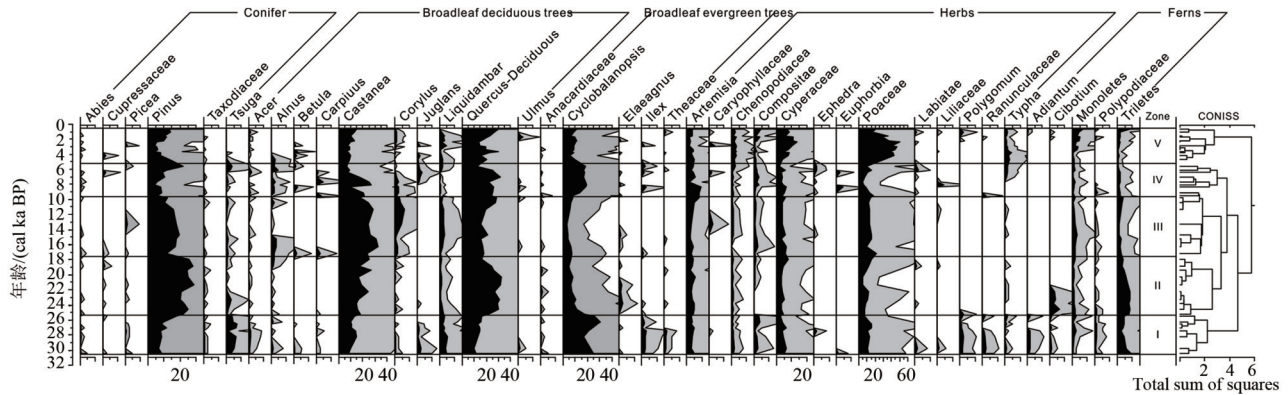 Conifer
Broadleaf deciduous trees
Broadleaf evergreen trees
Herbs
Ferns
Abies
Cupressaceae
Pilcea
Pinus
Taxodiaceae
Tsuga
Acer
Alnus
Betula
Carpiuus
Castanea
Corylus
Juglans
Liquidambar
Quercus-Deciduous
Ulmus
Anacardiaceae
Cyclobalanopsis
Elaeagnus
Ilex
Theaceae
Artemisia
Caryophyllaceae
Chenopodiacea
Compositae
Cyperaceae
Ephedra
Euphorbia
Poaceae
Labiatae
Liliaceae
Polygomum
Ranunculaceae
Typha
Adiantum
Cibotium
Monoletes
Polypodiaceae
Triletes
Zone
CONISS
年龄/(cal ka BP)
0
2
4
6
8
10
12
14
16
18
20
22
24
26
28
30
32
V
IV
III
II
I
20
20 40
20 40
20 40
20
20 60
2 4 6
Total sum of squares